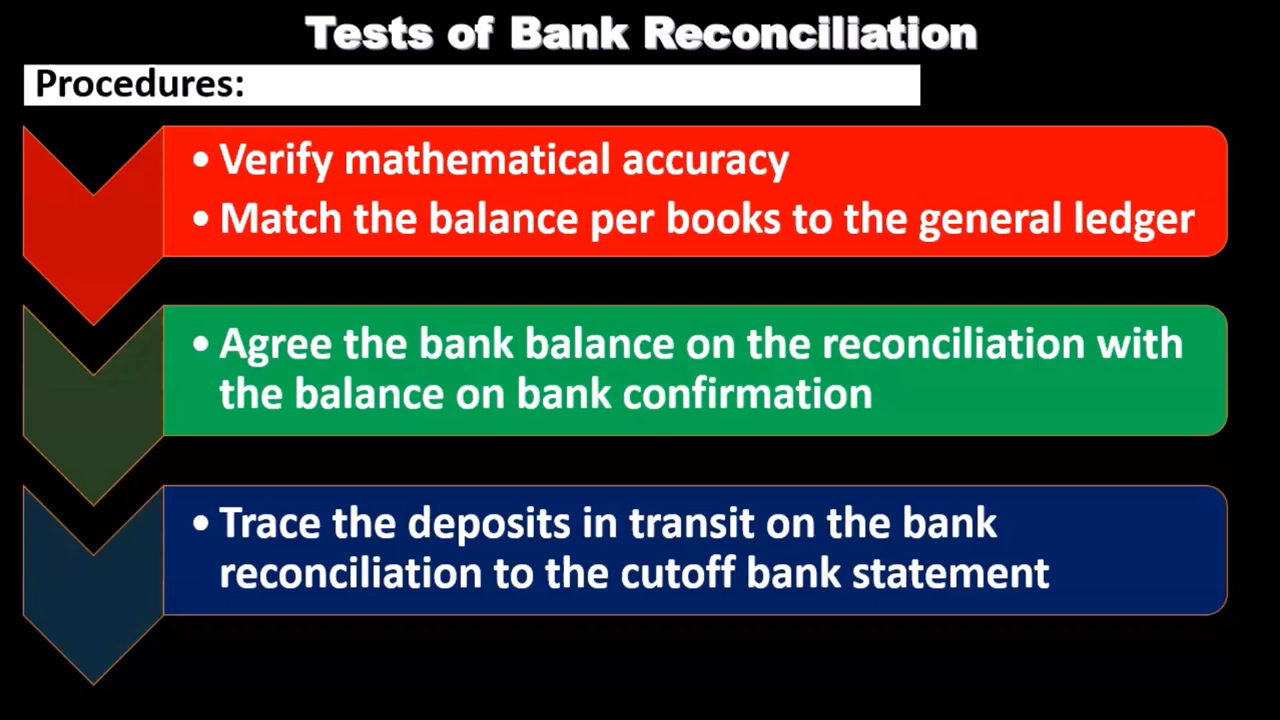 Tests of Bank Reconciliation
Procedures:
• Verify mathematical accuracy
• Match the balance per books to the general ledger
• Agree the bank balance on the reconciliation with
the balance on bank confirmation
• Trace the deposits in transit on the bank
reconciliation to the cutoff bank statement